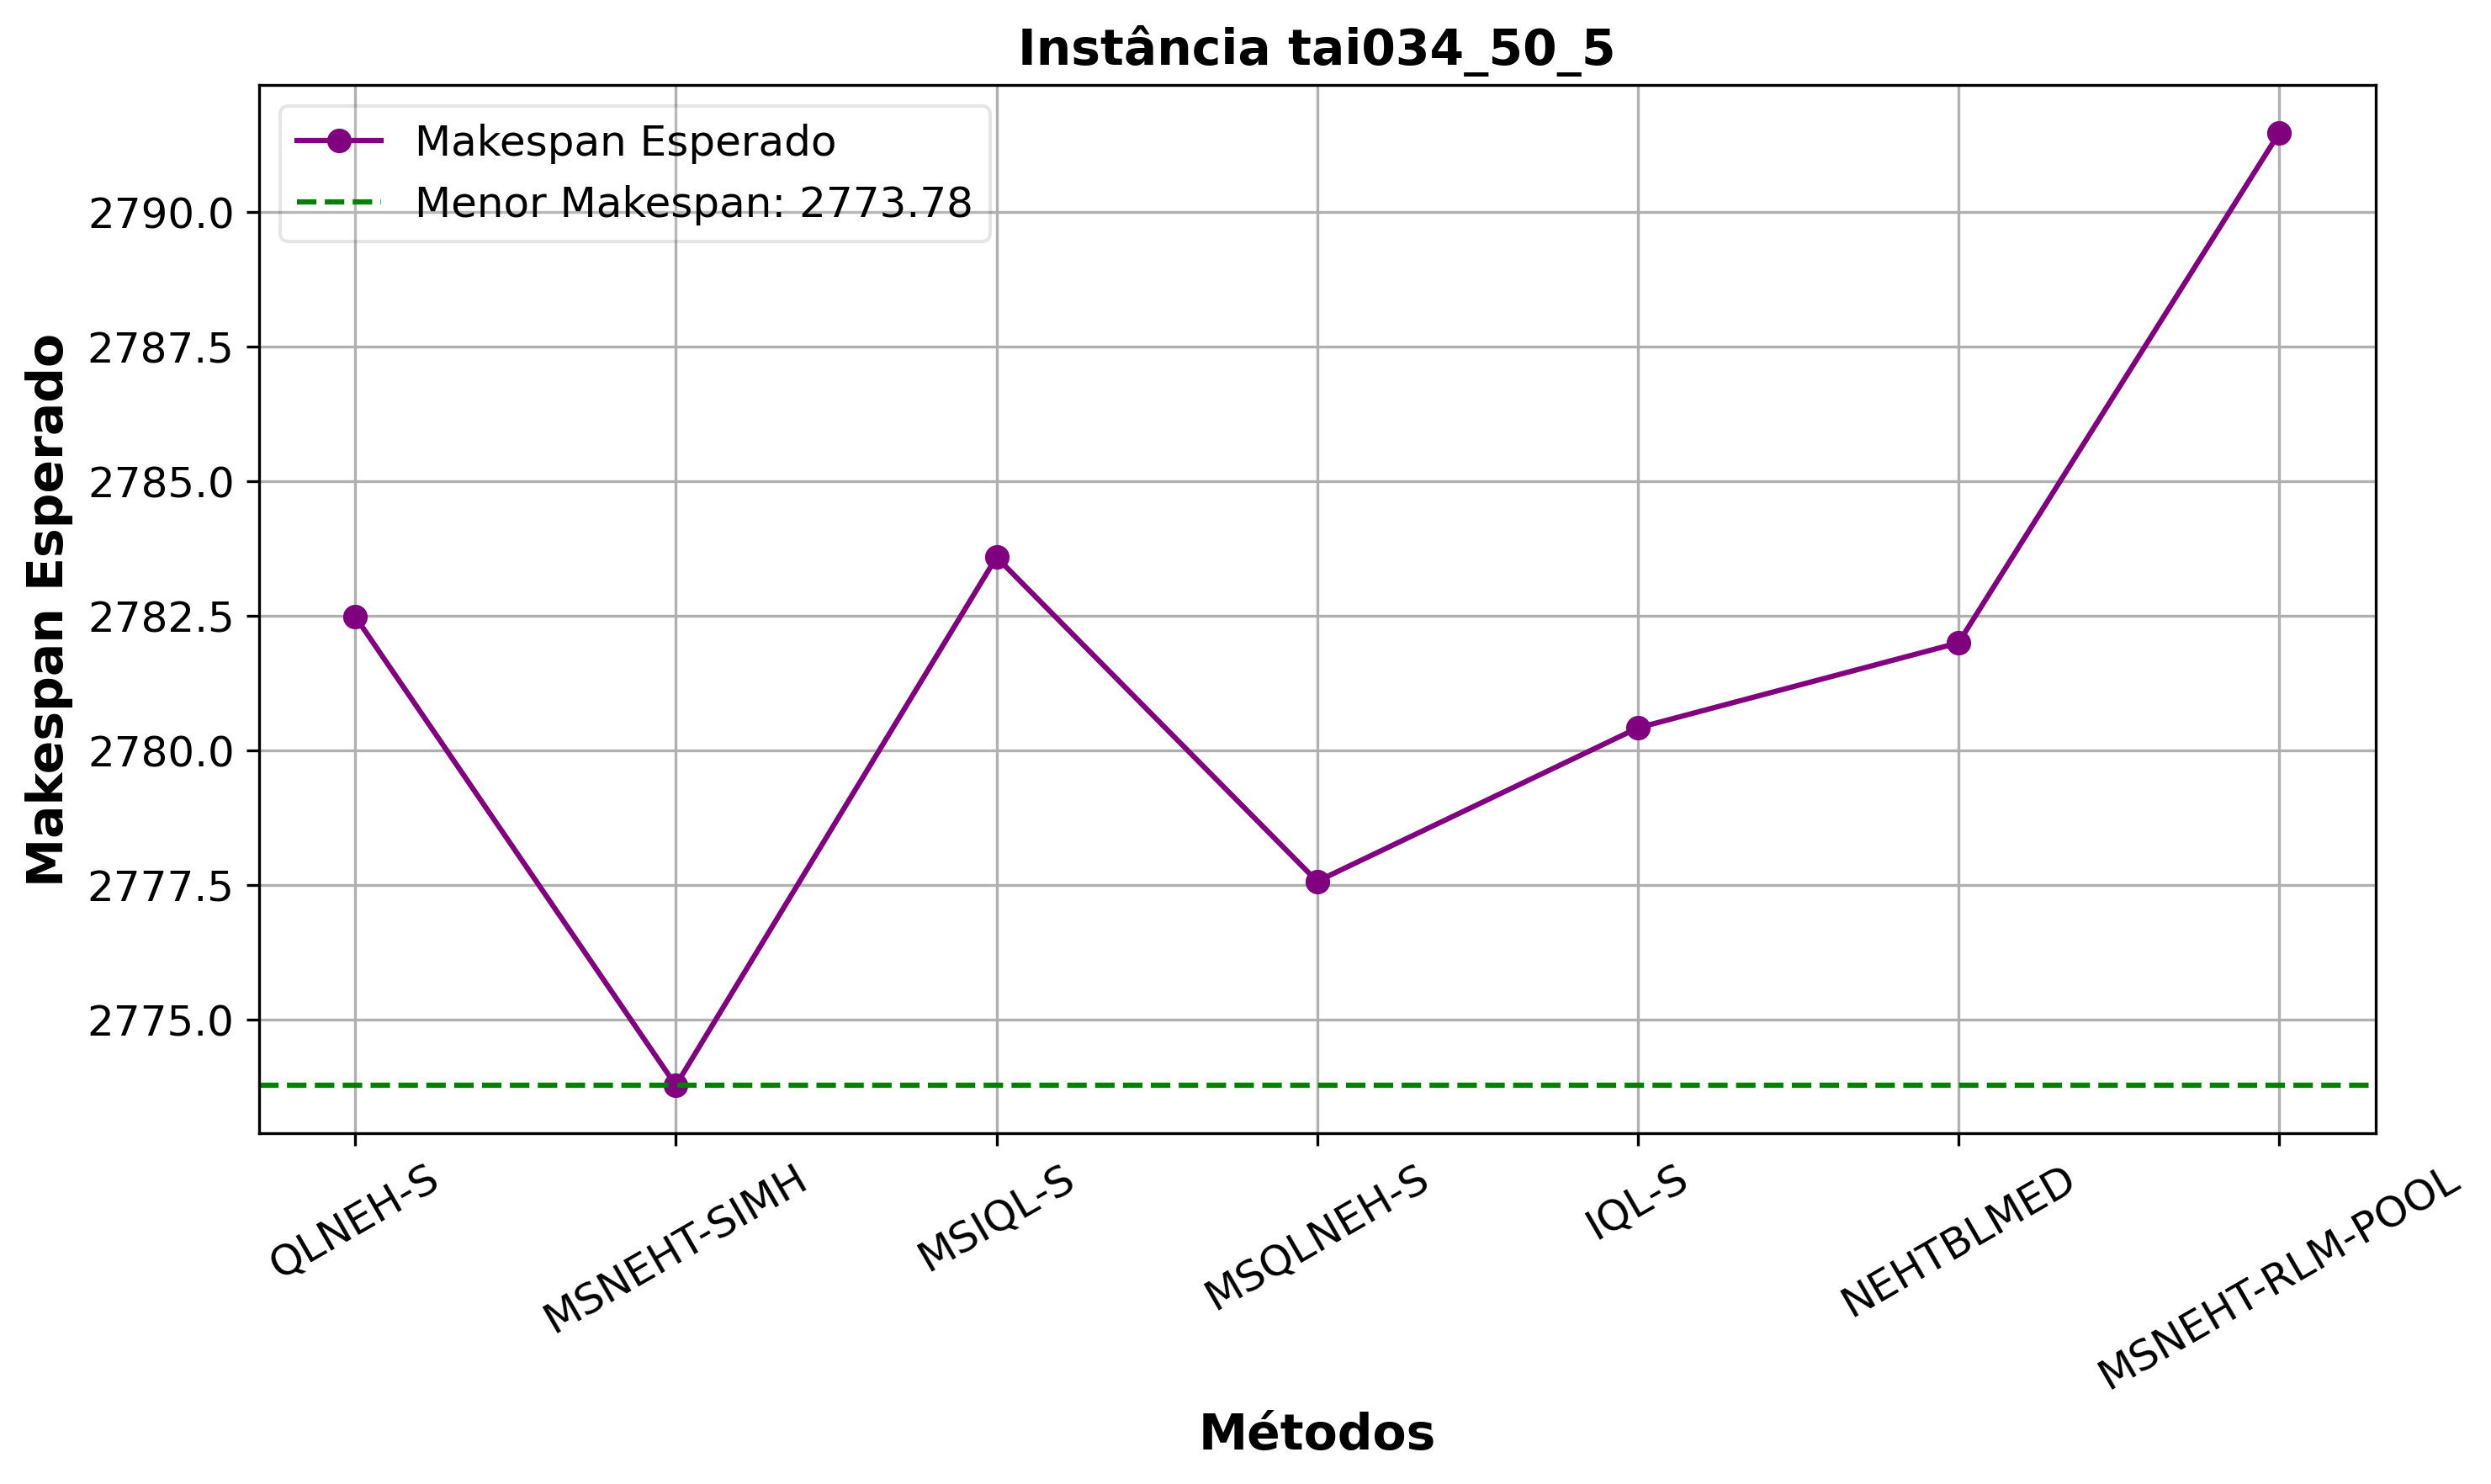 Instância tai034_50_5
Makespan Esperado
Menor Makespan: 2773.78
Makespan Esperado
2790.0
2787.5
2785.0
2782.5
2780.0
2777.5
2775.0
QLNEH-S
MSNEHT-SIMH
MSIQL-S
MSQLNEH-S
IQL-S
NEHTBLMED
MSNEHT-RLM-POOL
Métodos